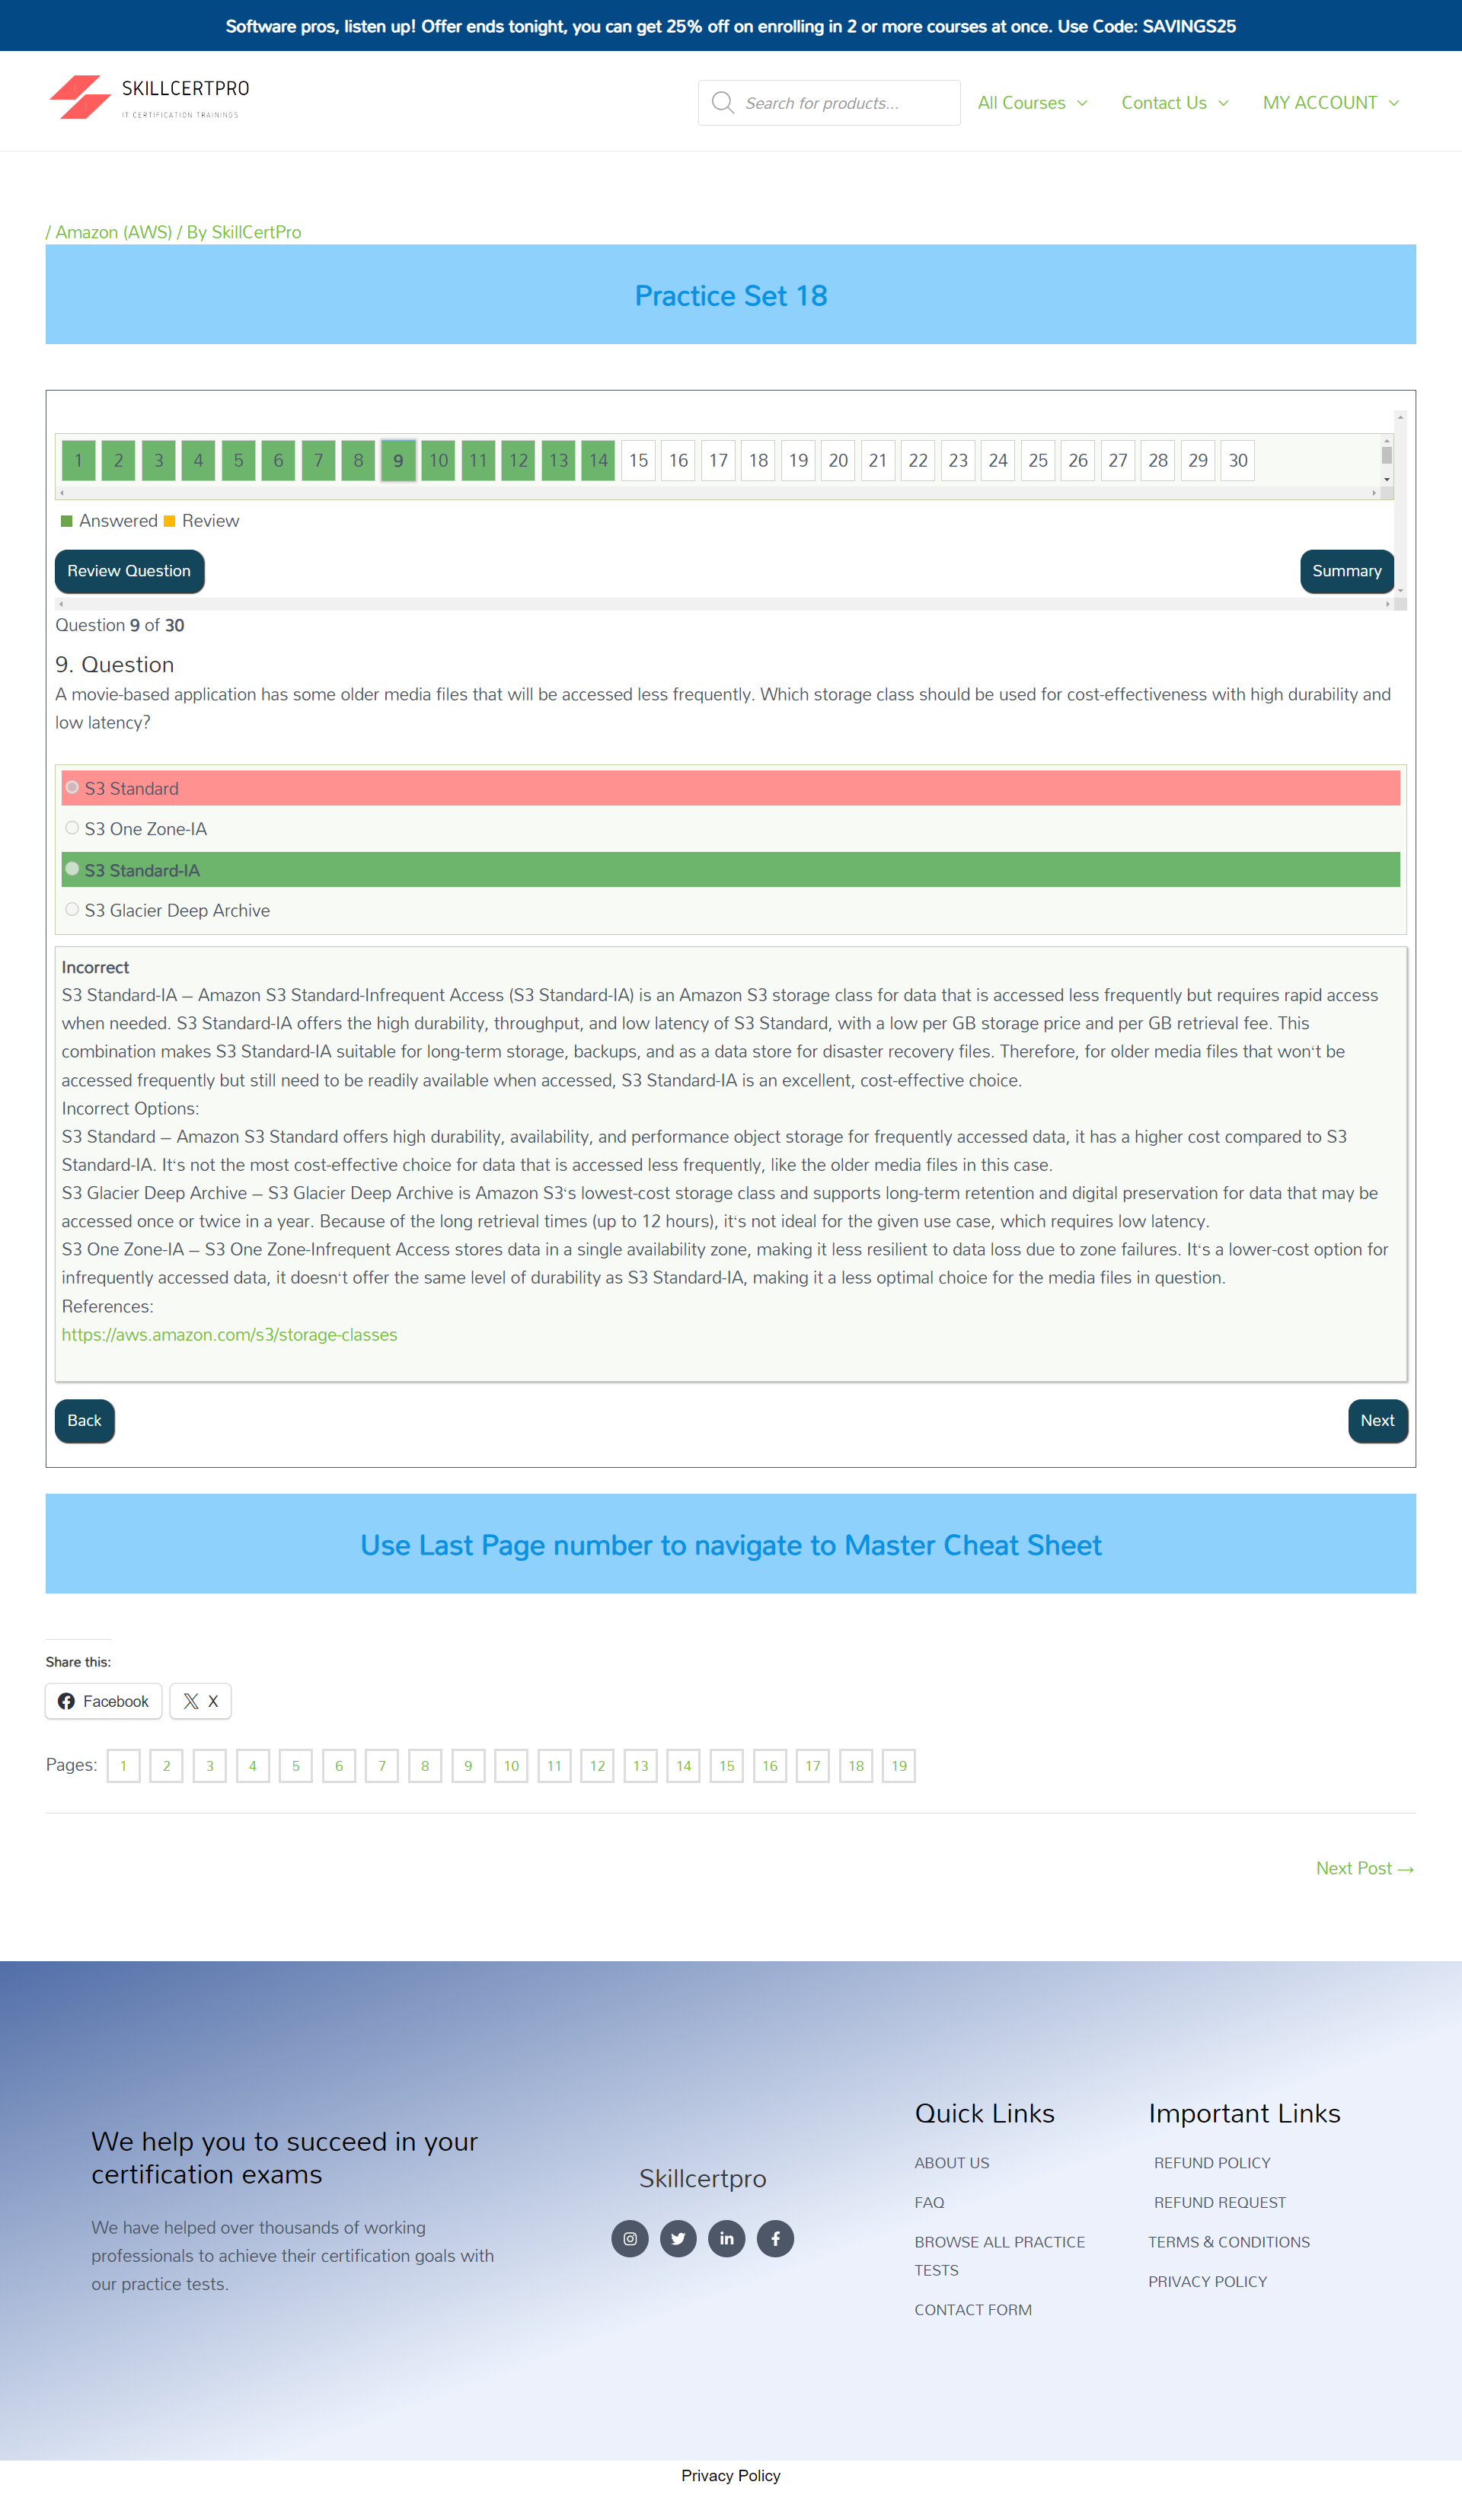 Software pros, listen up! Offer ends tonight, you can get 25% off on enrolling in 2 or more courses at once. Use Code: SAVINGS25
SKILLCERTPRO
IT CERTIFICATION TRAININGS
Search for products...
All Courses
Contact Us
MY ACCOUNT
/ Amazon (AWS) / By SkillCertPro
Practice Set 18
1 2 3 4 5 6 7 8 9 10 11 12 13 14 15 16 17 18 19 20 21 22 23 24 25 26 27 28 29 30
Answered Review
Review Question
Summary
Question 9 of 30
9. Question
A movie-based application has some older media files that will be accessed less frequently. Which storage class should be used for cost-effectiveness with high durability and
low latency?
S3 Standard
S3 One Zone-IA
S3 Standard-IA
S3 Glacier Deep Archive
Incorrect
S3 Standard-IA – Amazon S3 Standard-Infrequent Access (S3 Standard-IA) is an Amazon S3 storage class for data that is accessed less frequently but requires rapid access
when needed. S3 Standard-IA offers the high durability, throughput, and low latency of S3 Standard, with a low per GB storage price and per GB retrieval fee. This
combination makes S3 Standard-IA suitable for long-term storage, backups, and as a data store for disaster recovery files. Therefore, for older media files that won‘t be
accessed frequently but still need to be readily available when accessed, S3 Standard-IA is an excellent, cost-effective choice.
Incorrect Options:
S3 Standard – Amazon S3 Standard offers high durability, availability, and performance object storage for frequently accessed data, it has a higher cost compared to S3
Standard-IA. It‘s not the most cost-effective choice for data that is accessed less frequently, like the older media files in this case.
S3 Glacier Deep Archive – S3 Glacier Deep Archive is Amazon S3‘s lowest-cost storage class and supports long-term retention and digital preservation for data that may be
accessed once or twice in a year. Because of the long retrieval times (up to 12 hours), it‘s not ideal for the given use case, which requires low latency.
S3 One Zone-IA – S3 One Zone-Infrequent Access stores data in a single availability zone, making it less resilient to data loss due to zone failures. It‘s a lower-cost option for
infrequently accessed data, it doesn‘t offer the same level of durability as S3 Standard-IA, making it a less optimal choice for the media files in question.
References:
https://aws.amazon.com/s3/storage-classes
Back
Next
Use Last Page number to navigate to Master Cheat Sheet
Share this:
Facebook
X
Pages: 1 2 3 4 5 6 7 8 9 10 11 12 13 14 15 16 17 18 19
Next Post →
We help you to succeed in your
certification exams
We have helped over thousands of working
professionals to achieve their certification goals with
our practice tests.
Skillcertpro
Quick Links
ABOUT US
FAQ
BROWSE ALL PRACTICE
TESTS
CONTACT FORM
Important Links
REFUND POLICY
REFUND REQUEST
TERMS & CONDITIONS
PRIVACY POLICY
Privacy Policy